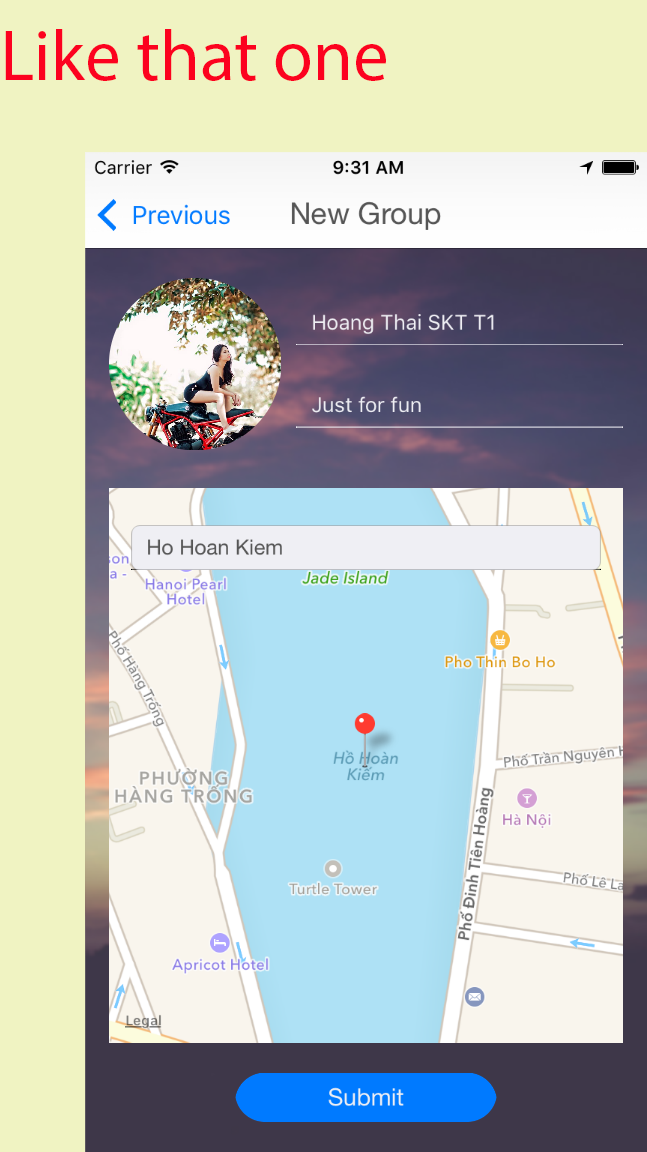 Like that one
Carrier 9:31 AM
Previous New Group
Hoang Thai SKT T1
Just for fun
Ho Hoan Kiem
Jade Island
Hanoi Pearl
Hotel
Pho Thin Bo Ho
Phố Hàng Trống
Hồ Hoàn
Kiếm
PHƯỜNG
HÀNG TRỐNG
Phố Trần Nguyên H
Hà Nội
Phố Đinh Tiên Hoàng
Turtle Tower
Phố Lê La
Apricot Hotel
Legal
Submit